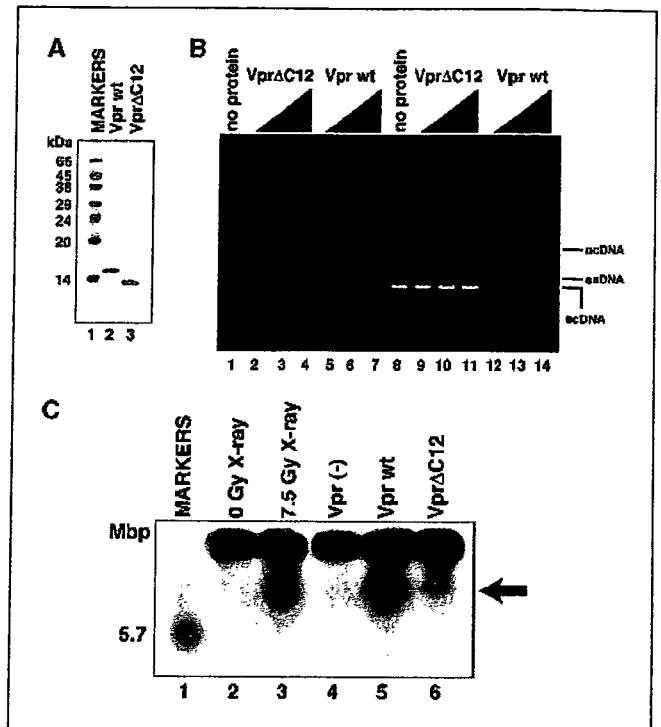 A
MARKERS
Vpr wt
VprΔC12
kDa
66
45
36
29
24
20
14
1 2 3
B
no protein
VprΔC12
Vpr wt
no protein
VprΔC12
Vpr wt
ocDNA
ssDNA
scDNA
1 2 3 4 5 6 7 8 9 10 11 12 13 14
C
MARKERS
0 Gy X-ray
7.5 Gy X-ray
Vpr (-)
Vpr wt
VprΔC12
Mbp
5.7
1 2 3 4 5 6